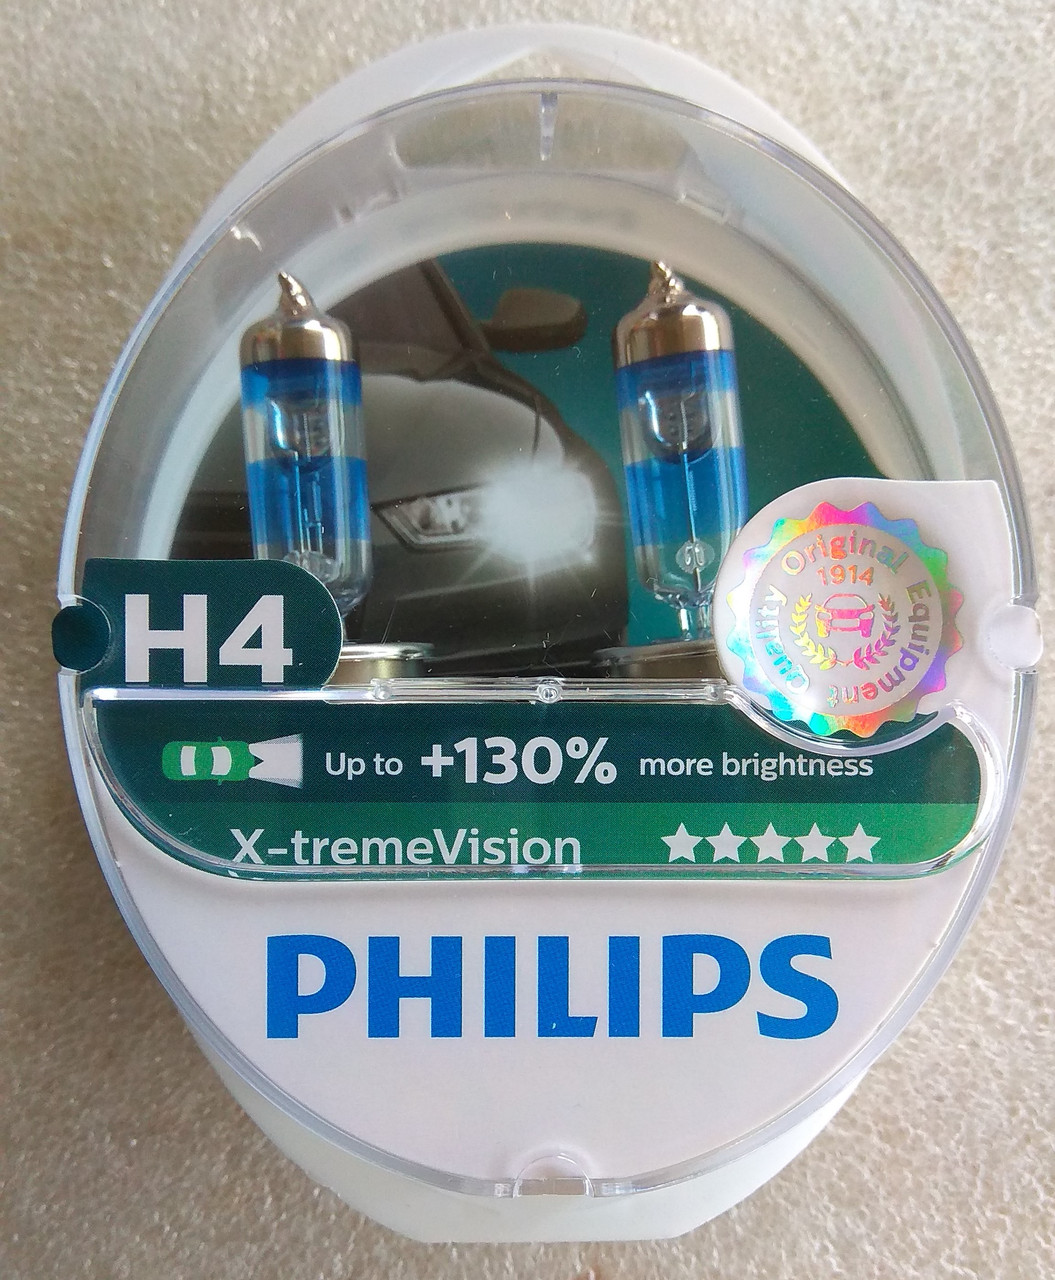 H4
Original Equipment Quality
1914
Up to +130% more brightness
X-tremeVision
PHILIPS